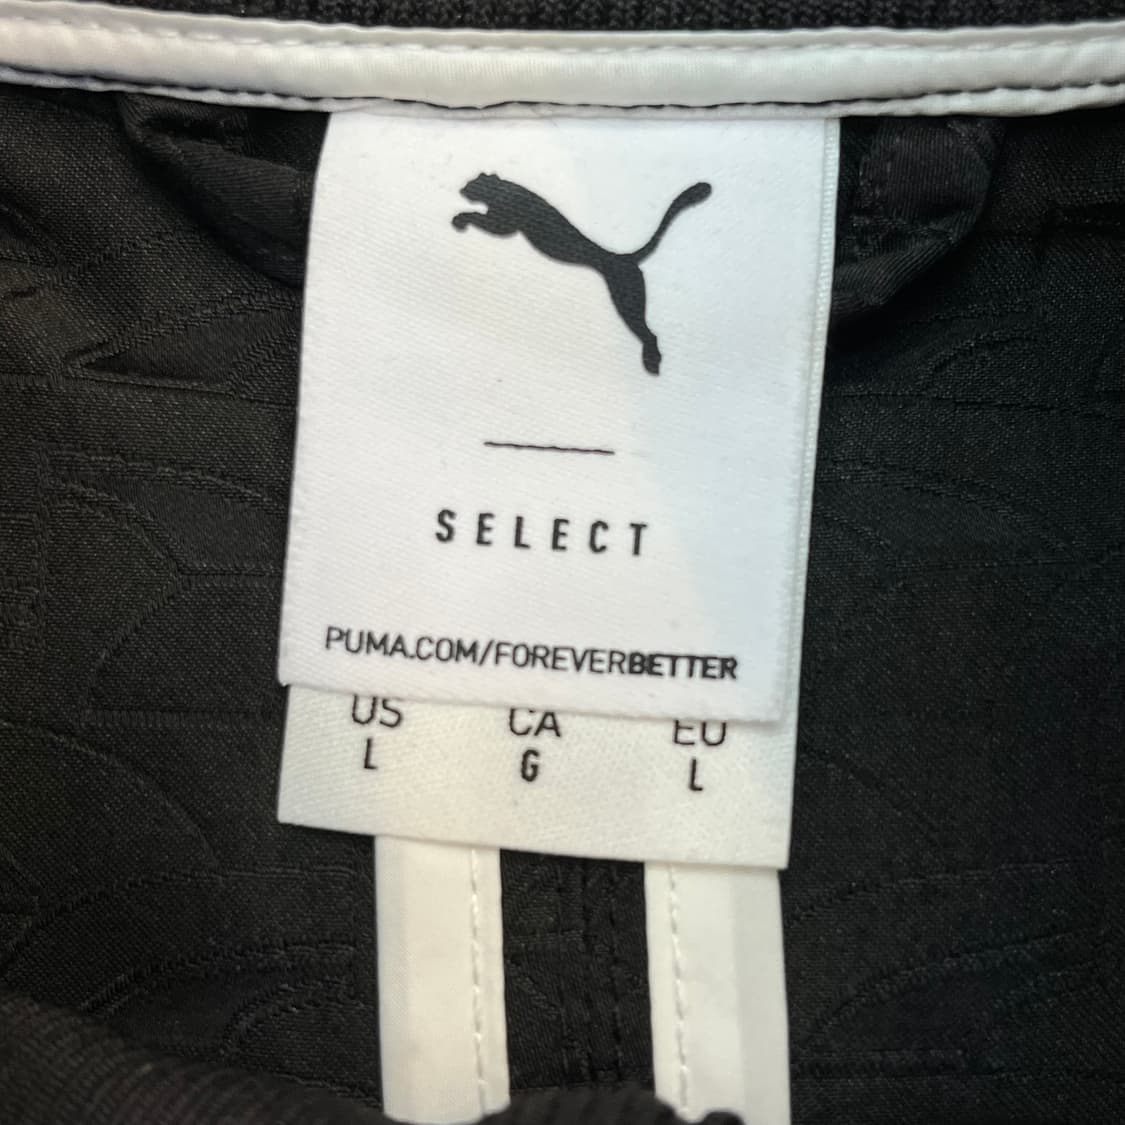 SELECT
PUMA.COM/FOREVERBETTER
US CA EU
L G L